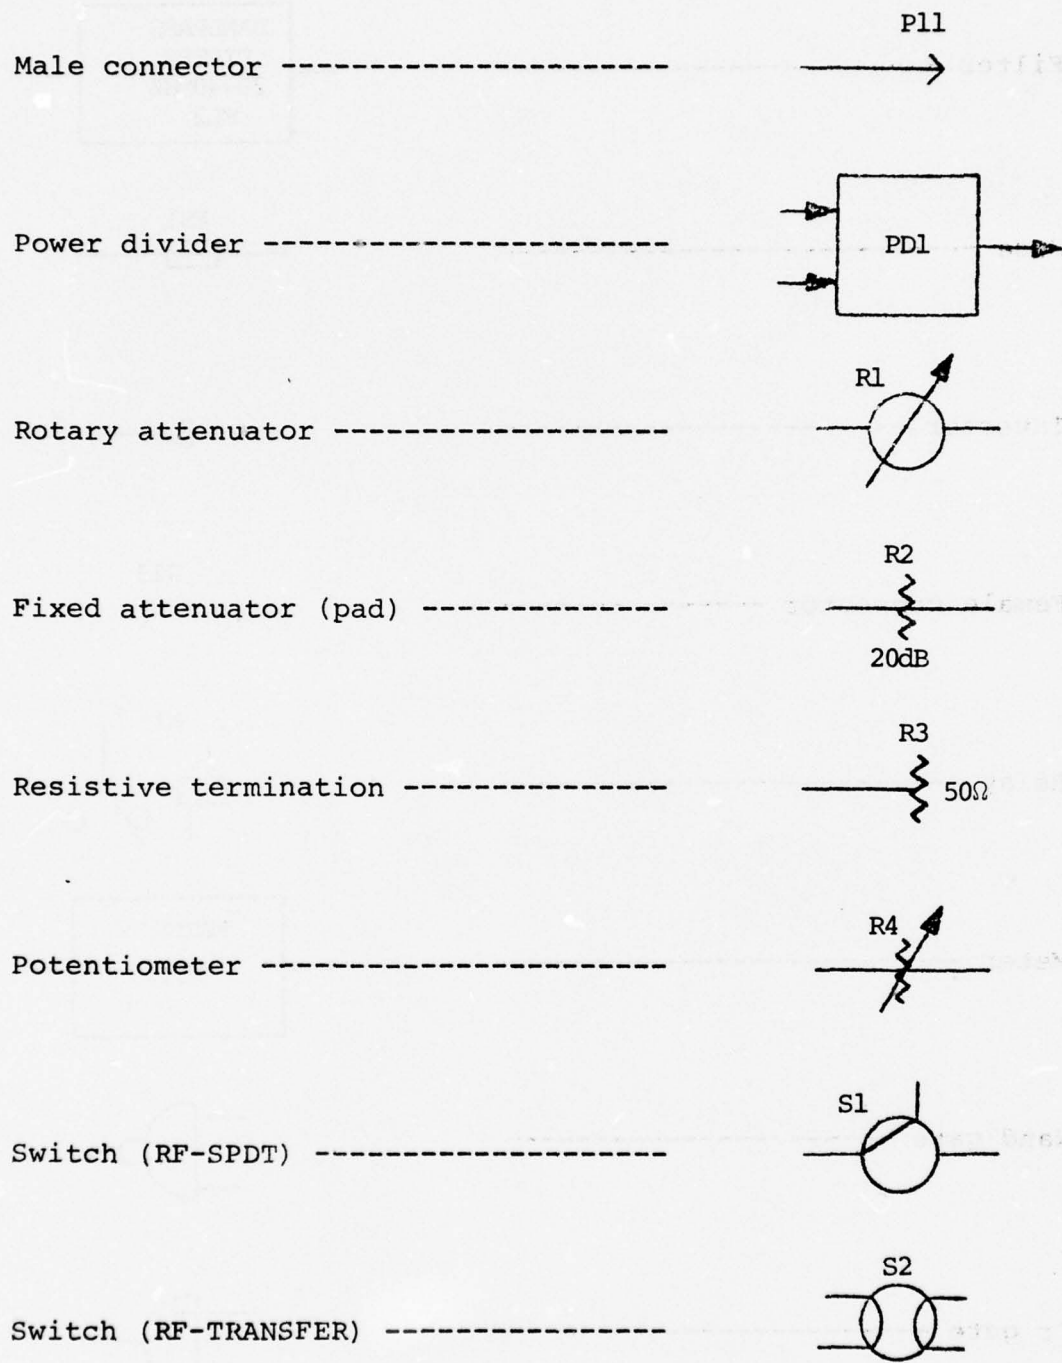 P11
Male connector ----------------------------
Power divider ------------------------------
PD1
R1
Rotary attenuator -------------------------
R2
Fixed attenuator (pad) ------------------
20dB
R3
Resistive termination --------------------
50Ω
R4
Potentiometer ------------------------------
S1
Switch (RF-SPDT) --------------------------
S2
Switch (RF-TRANSFER) ---------------------